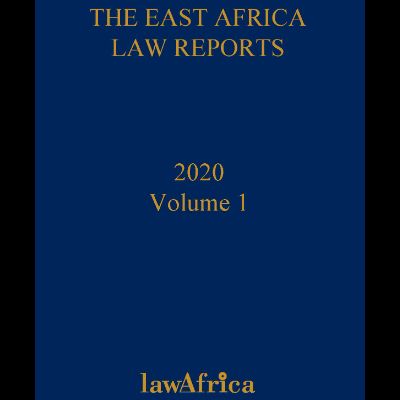 THE EAST AFRICA
LAW REPORTS
2020
Volume 1
lawAfrica